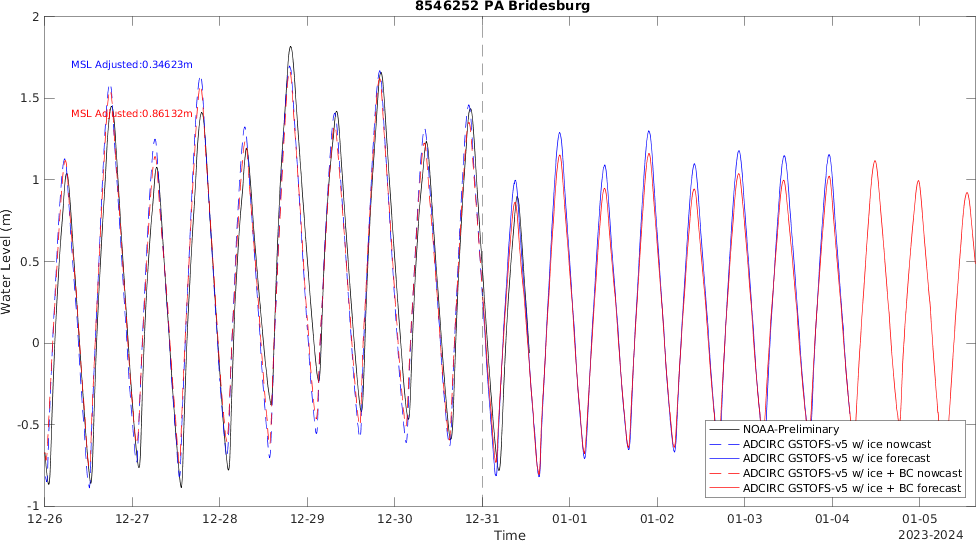 8546252 PA Bridesburg
2
MSL Adjusted:0.34623m
1.5
MSL Adjusted:0.86132m
1
0.5
0
-0.5
-1
Water Level (m)
NOAA-Preliminary
ADCIRC GSTOFS-v5 w/ ice nowcast
ADCIRC GSTOFS-v5 w/ ice forecast
ADCIRC GSTOFS-v5 w/ ice + BC nowcast
ADCIRC GSTOFS-v5 w/ ice + BC forecast
12-26 12-27 12-28 12-29 12-30 12-31 01-01 01-02 01-03 01-04 01-05
Time
2023-2024